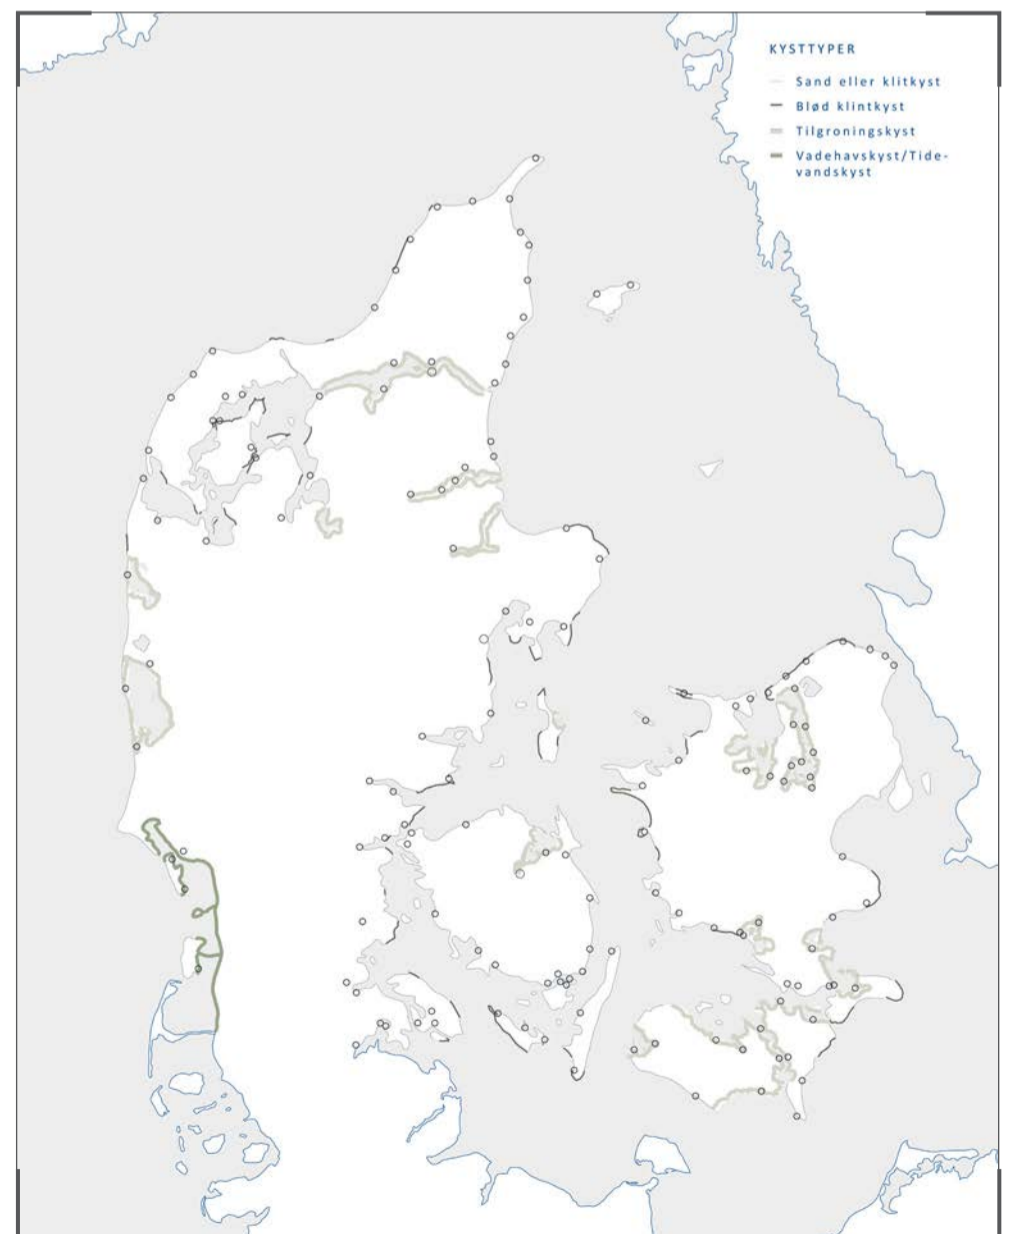 KYSTTYPER
Sand eller klitkyst
Blød klintkyst
Tilgroningskyst
Vadehavskyst/Tide-
vandskyst